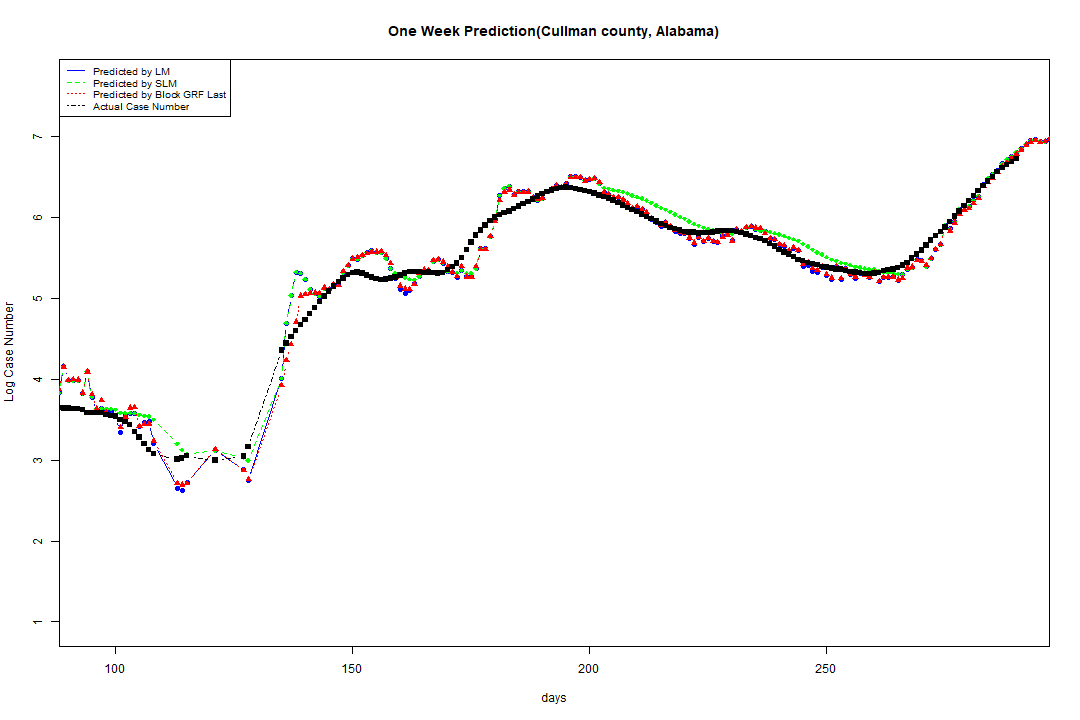 One Week Prediction(Cullman county, Alabama)
Predicted by LM
Predicted by SLM
Predicted by Block GRF Last
Actual Case Number
7
6
5
4
3
2
1
Log Case Number
100 150 200 250
days